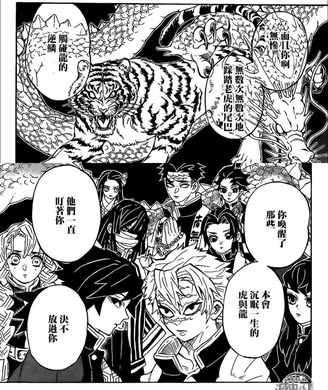 而且你啊
無慘
無數次無數次地
踩踏老虎的尾巴
觸碰龍的
逆鱗
你喚醒了
那些
本會
沉眠一生的
虎與龍
他們一直
盯著你
決不
放過你